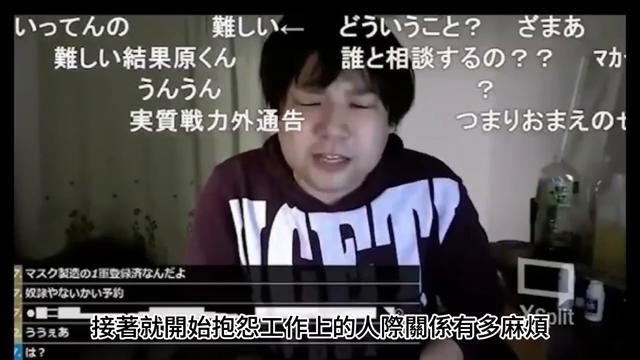 いってんの 難しい← どういうこと？ ざまあ
難しい結果原くん 誰と相談するの？？ ﾏｶ
うんうん ？
実質戦力外通告 つまりおまえのせ
マスク製造の1軍登録済なんだよ
奴隷やないかい予約
ううぇあ
は？
XSplit
接著就開始抱怨工作上的人際關係有多麻煩